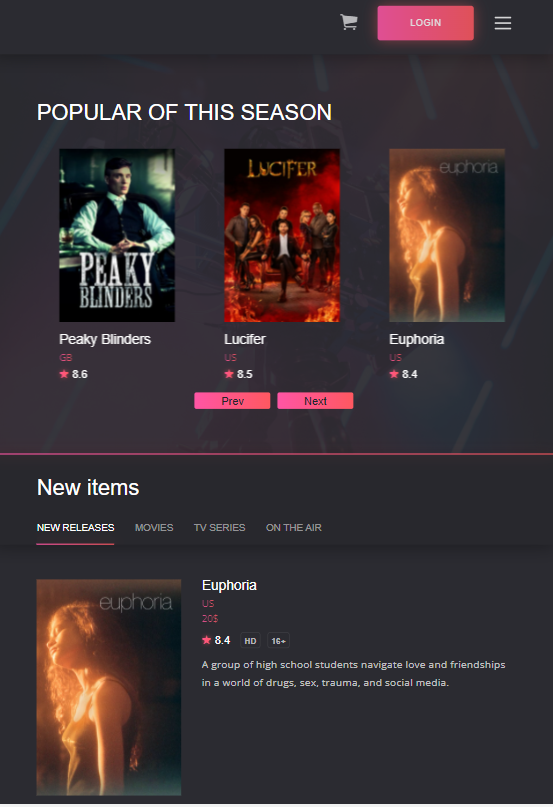 LOGIN
POPULAR OF THIS SEASON
PEAKY
BLINDERS
LUCIFER
euphoria
Peaky Blinders
Lucifer
Euphoria
GB
US
US
8.6
8.5
8.4
Prev
Next
New items
NEW RELEASES
MOVIES
TV SERIES
ON THE AIR
euphoria
Euphoria
US
20$
8.4 HD 16+
A group of high school students navigate love and friendships
in a world of drugs, sex, trauma, and social media.